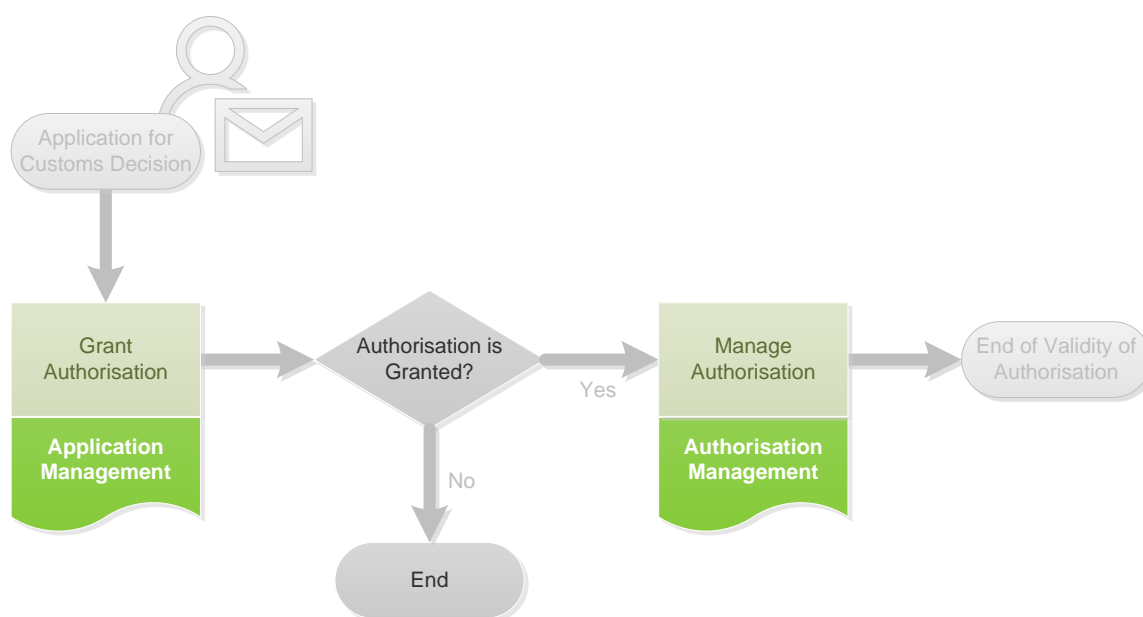 Application for
Customs Decision
Grant
Authorisation
Application
Management
Authorisation is
Granted?
Yes
No
End
Manage
Authorisation
Authorisation
Management
End of Validity of
Authorisation